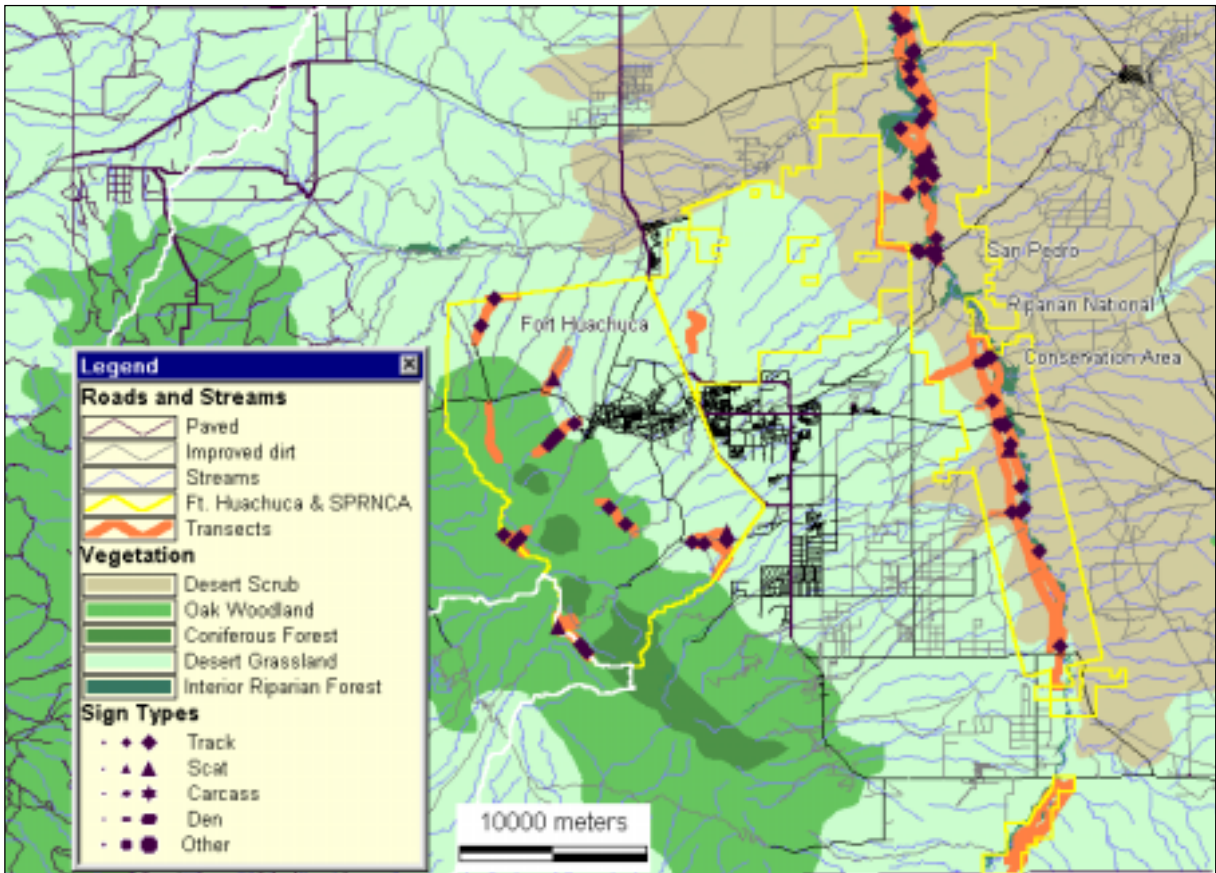 San Pedro
Riparian National
Conservation Area
Fort Huachuca
Legend
Roads and Streams
Paved
Improved dirt
Streams
Ft. Huachuca & SPRNCA
Transects
Vegetation
Desert Scrub
Oak Woodland
Coniferous Forest
Desert Grassland
Interior Riparian Forest
Sign Types
Track
Scat
Carcass
Den
Other
10000 meters